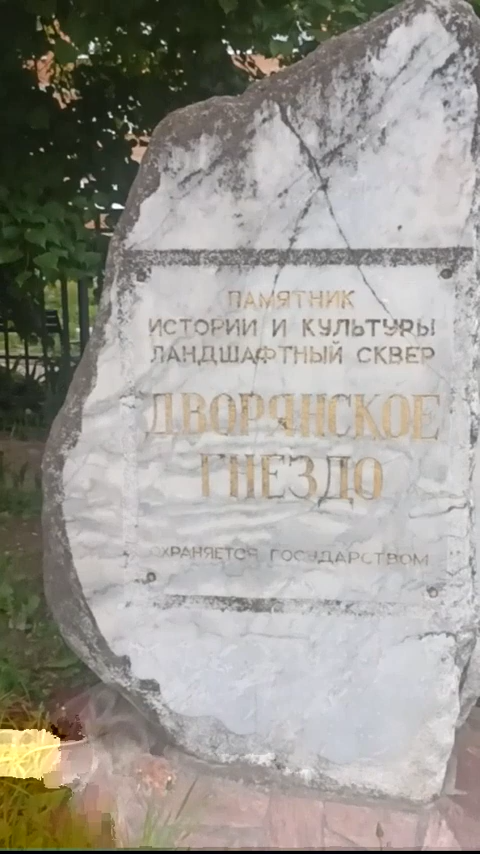 ПАМЯТНИК
ИСТОРИИ И КУЛЬТУРЫ
ЛАНДШАФТНЫЙ СКВЕР
ДВОРЯНСКОЕ
ГНЕЗДО
ОХРАНЯЕТСЯ ГОСУДАРСТВОМ